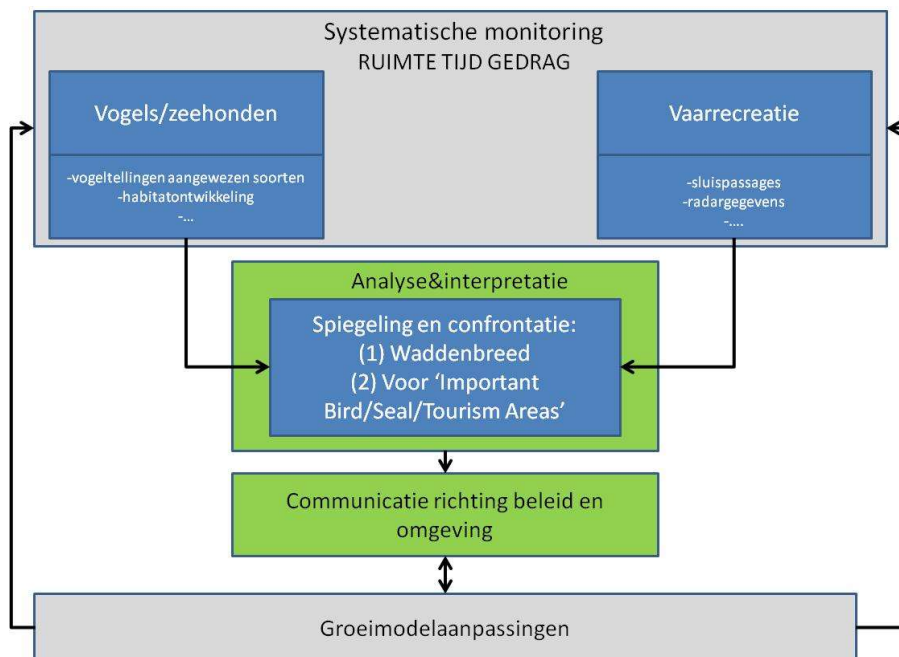 Systematische monitoring
RUIMTE TIJD GEDRAG
Vogels/zeehonden
-vogeltellingen aangewezen soorten
-habitatontwikkeling
-...
Vaarrecreatie
-sluispassages
-radargegevens
-....
Analyse&interpretatie
Spiegeling en confrontatie:
(1) Waddenbreed
(2) Voor ‘Important
Bird/Seal/Tourism Areas’
Communicatie richting beleid en
omgeving
Groeimodelaanpassingen